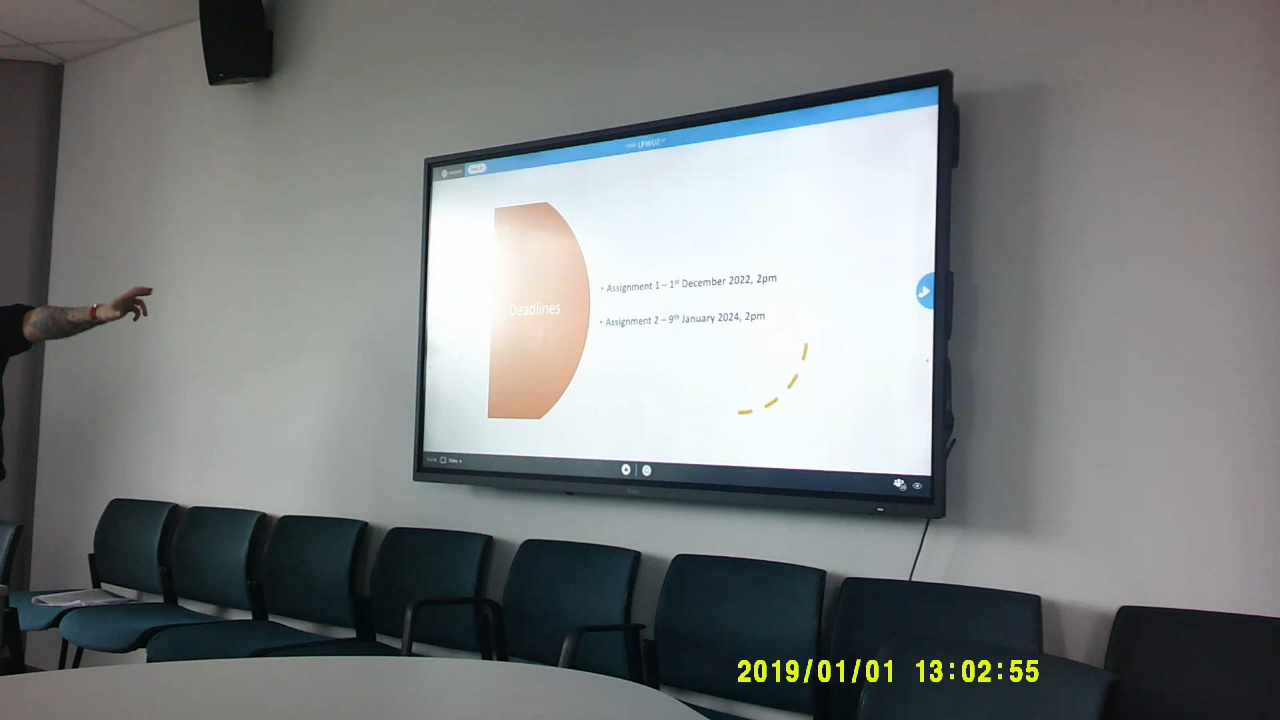 LFWUZ
Deadlines
• Assignment 1 – 1st December 2022, 2pm
• Assignment 2 – 9th January 2024, 2pm
2019/01/01 13:02:55